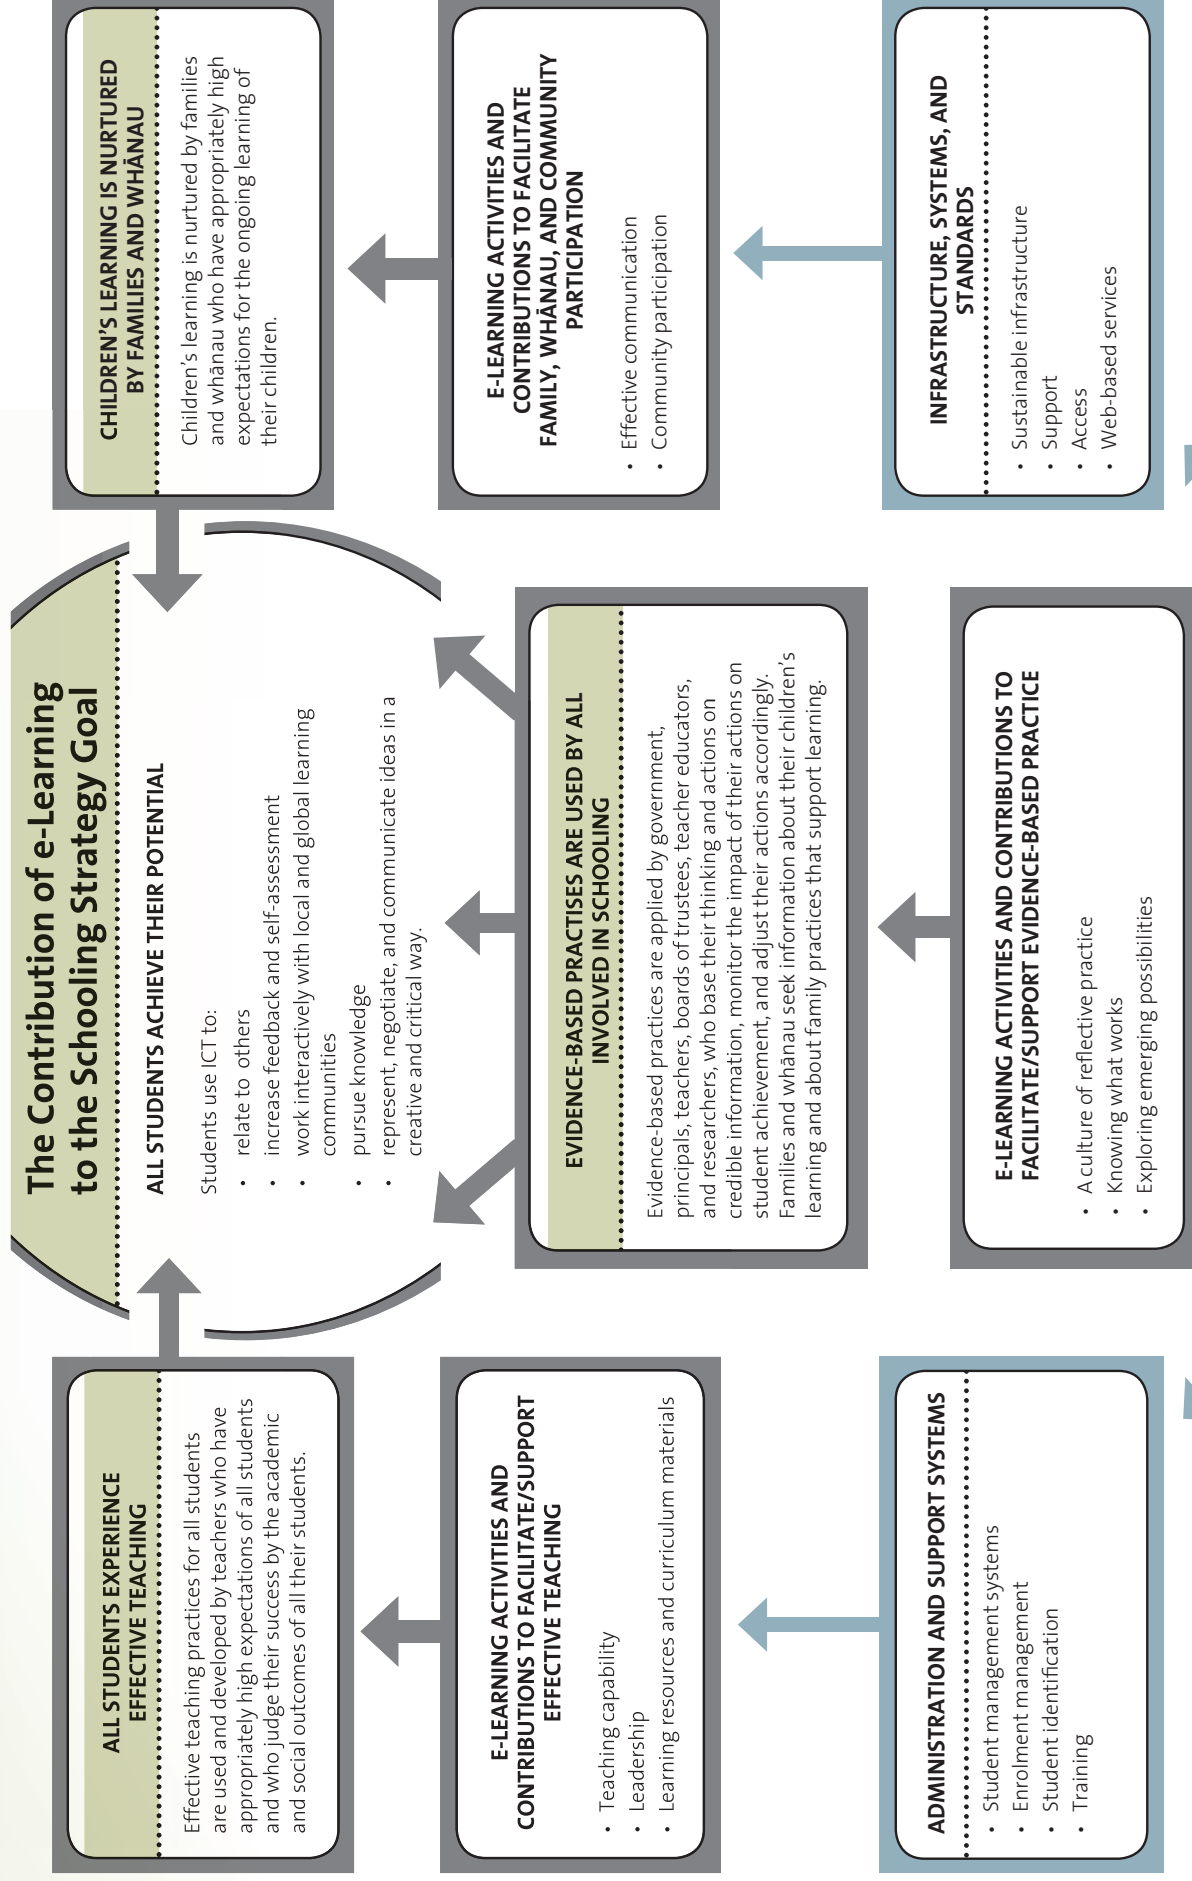 The Contribution of e-Learning
to the Schooling Strategy Goal
ALL STUDENTS ACHIEVE THEIR POTENTIAL
Students use ICT to:
• relate to others
• increase feedback and self-assessment
• work interactively with local and global learning
communities
• pursue knowledge
• represent, negotiate, and communicate ideas in a
creative and critical way.
ALL STUDENTS EXPERIENCE
EFFECTIVE TEACHING
Effective teaching practices for all students
are used and developed by teachers who have
appropriately high expectations of all students
and who judge their success by the academic
and social outcomes of all their students.
CHILDREN’S LEARNING IS NURTURED
BY FAMILIES AND WHĀNAU
Children’s learning is nurtured by families
and whānau who have appropriately high
expectations for the ongoing learning of
their children.
EVIDENCE-BASED PRACTISES ARE USED BY ALL
INVOLVED IN SCHOOLING
Evidence-based practices are applied by government,
principals, teachers, boards of trustees, teacher educators,
and researchers, who base their thinking and actions on
credible information, monitor the impact of their actions on
student achievement, and adjust their actions accordingly.
Families and whānau seek information about their children’s
learning and about family practices that support learning.
E-LEARNING ACTIVITIES AND
CONTRIBUTIONS TO FACILITATE/SUPPORT
EFFECTIVE TEACHING
• Teaching capability
• Leadership
• Learning resources and curriculum materials
E-LEARNING ACTIVITIES AND
CONTRIBUTIONS TO FACILITATE
FAMILY, WHĀNAU, AND COMMUNITY
PARTICIPATION
• Effective communication
• Community participation
E-LEARNING ACTIVITIES AND CONTRIBUTIONS TO
FACILITATE/SUPPORT EVIDENCE-BASED PRACTICE
• A culture of reflective practice
• Knowing what works
• Exploring emerging possibilities
ADMINISTRATION AND SUPPORT SYSTEMS
• Student management systems
• Enrolment management
• Student identification
• Training
INFRASTRUCTURE, SYSTEMS, AND
STANDARDS
• Sustainable infrastructure
• Support
• Access
• Web-based services